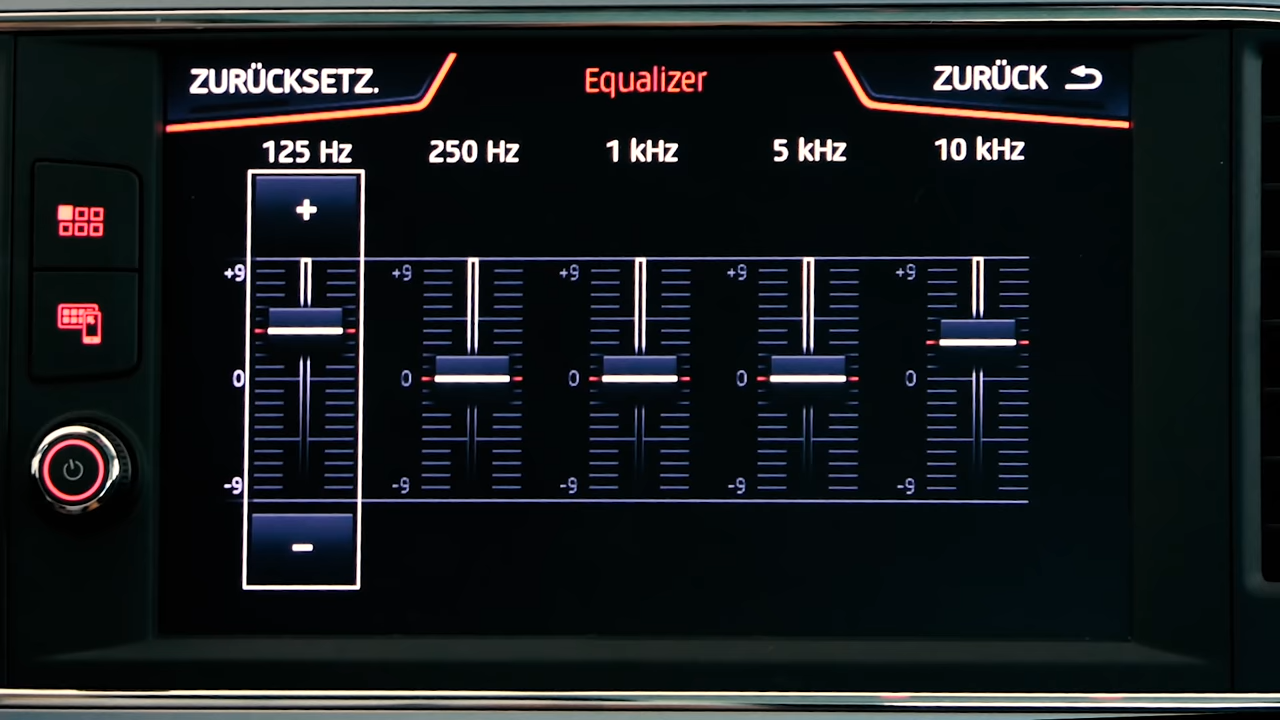 ZURÜCKSETZ. Equalizer ZURÜCK
125 Hz 250 Hz 1 kHz 5 kHz 10 kHz
+
+9 +9 +9 +9 +9
0 0 0 0 0
-9 -9 -9 -9 -9
-